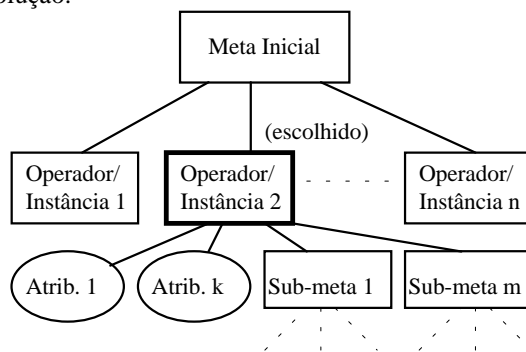 Meta Inicial
(escolhido)
Operador/
Instância 1
Operador/
Instância 2
Operador/
Instância n
Atrib. 1
Atrib. k
Sub-meta 1
Sub-meta m